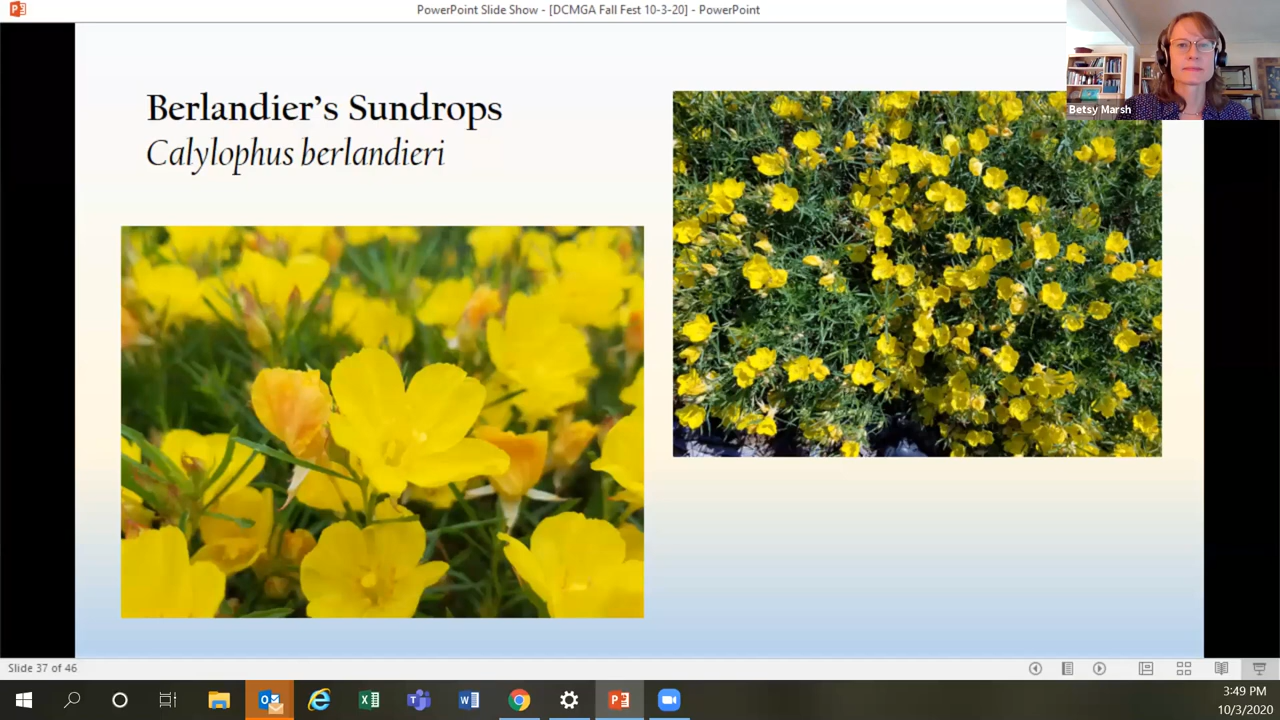 PowerPoint Slide Show - [DCMGA Fall Fest 10-3-20] - PowerPoint
Betsy Marsh
Berlandier’s Sundrops
Calylophus berlandieri
Slide 37 of 46
3:49 PM
10/3/2020